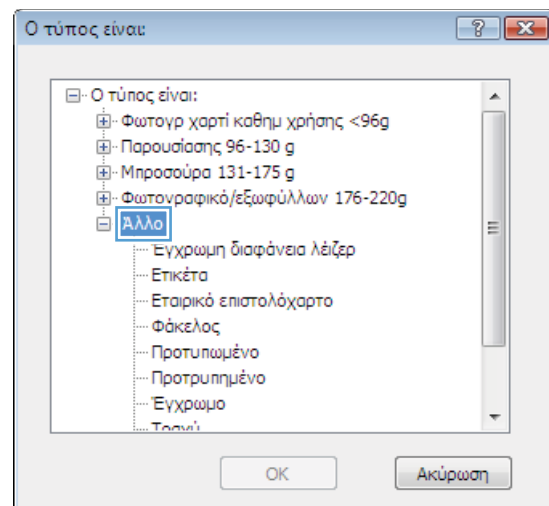 Ο τύπος είναι:
Ο τύπος είναι:
Φωτογρ χαρτί καθημ χρήσης <96g
Παρουσίασης 96-130 g
Μπροσούρα 131-175 g
Φωτογραφικό/εξωφύλλων 176-220g
Άλλο
Έγχρωμη διαφάνεια λέιζερ
Ετικέτα
Εταιρικό επιστολόχαρτο
Φάκελος
Προτυπωμένο
Προτρυπημένο
Έγχρωμο
Τραχύ
OK
Ακύρωση